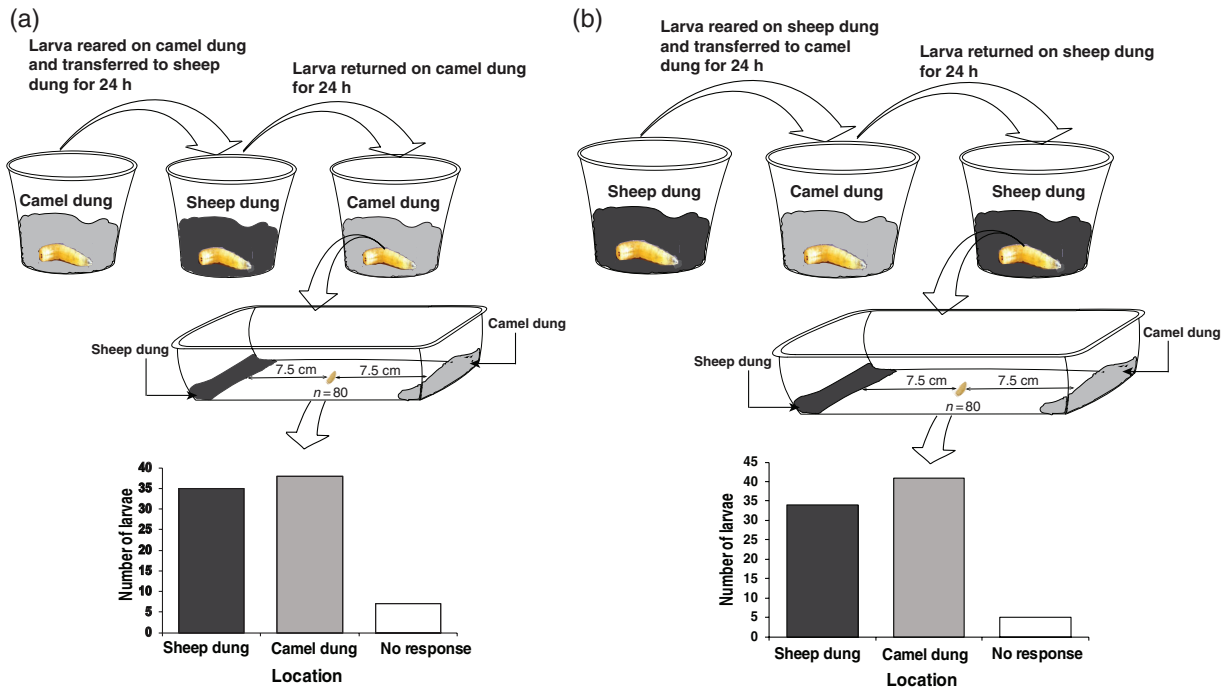 (a)
Larva reared on camel dung
and transferred to sheep
dung for 24 h
Larva returned on camel dung
for 24 h
Camel dung
Sheep dung
Camel dung
Sheep dung
Camel dung
7.5 cm
7.5 cm
n=80
Number of larvae
40
35
30
25
20
15
10
5
0
Sheep dung
Camel dung
No response
Location
(b)
Larva reared on sheep dung
and transferred to camel
dung for 24 h
Larva returned on sheep dung
for 24 h
Sheep dung
Camel dung
Sheep dung
Camel dung
Sheep dung
7.5 cm
7.5 cm
n=80
Number of larvae
45
40
35
30
25
20
15
10
5
0
Sheep dung
Camel dung
No response
Location